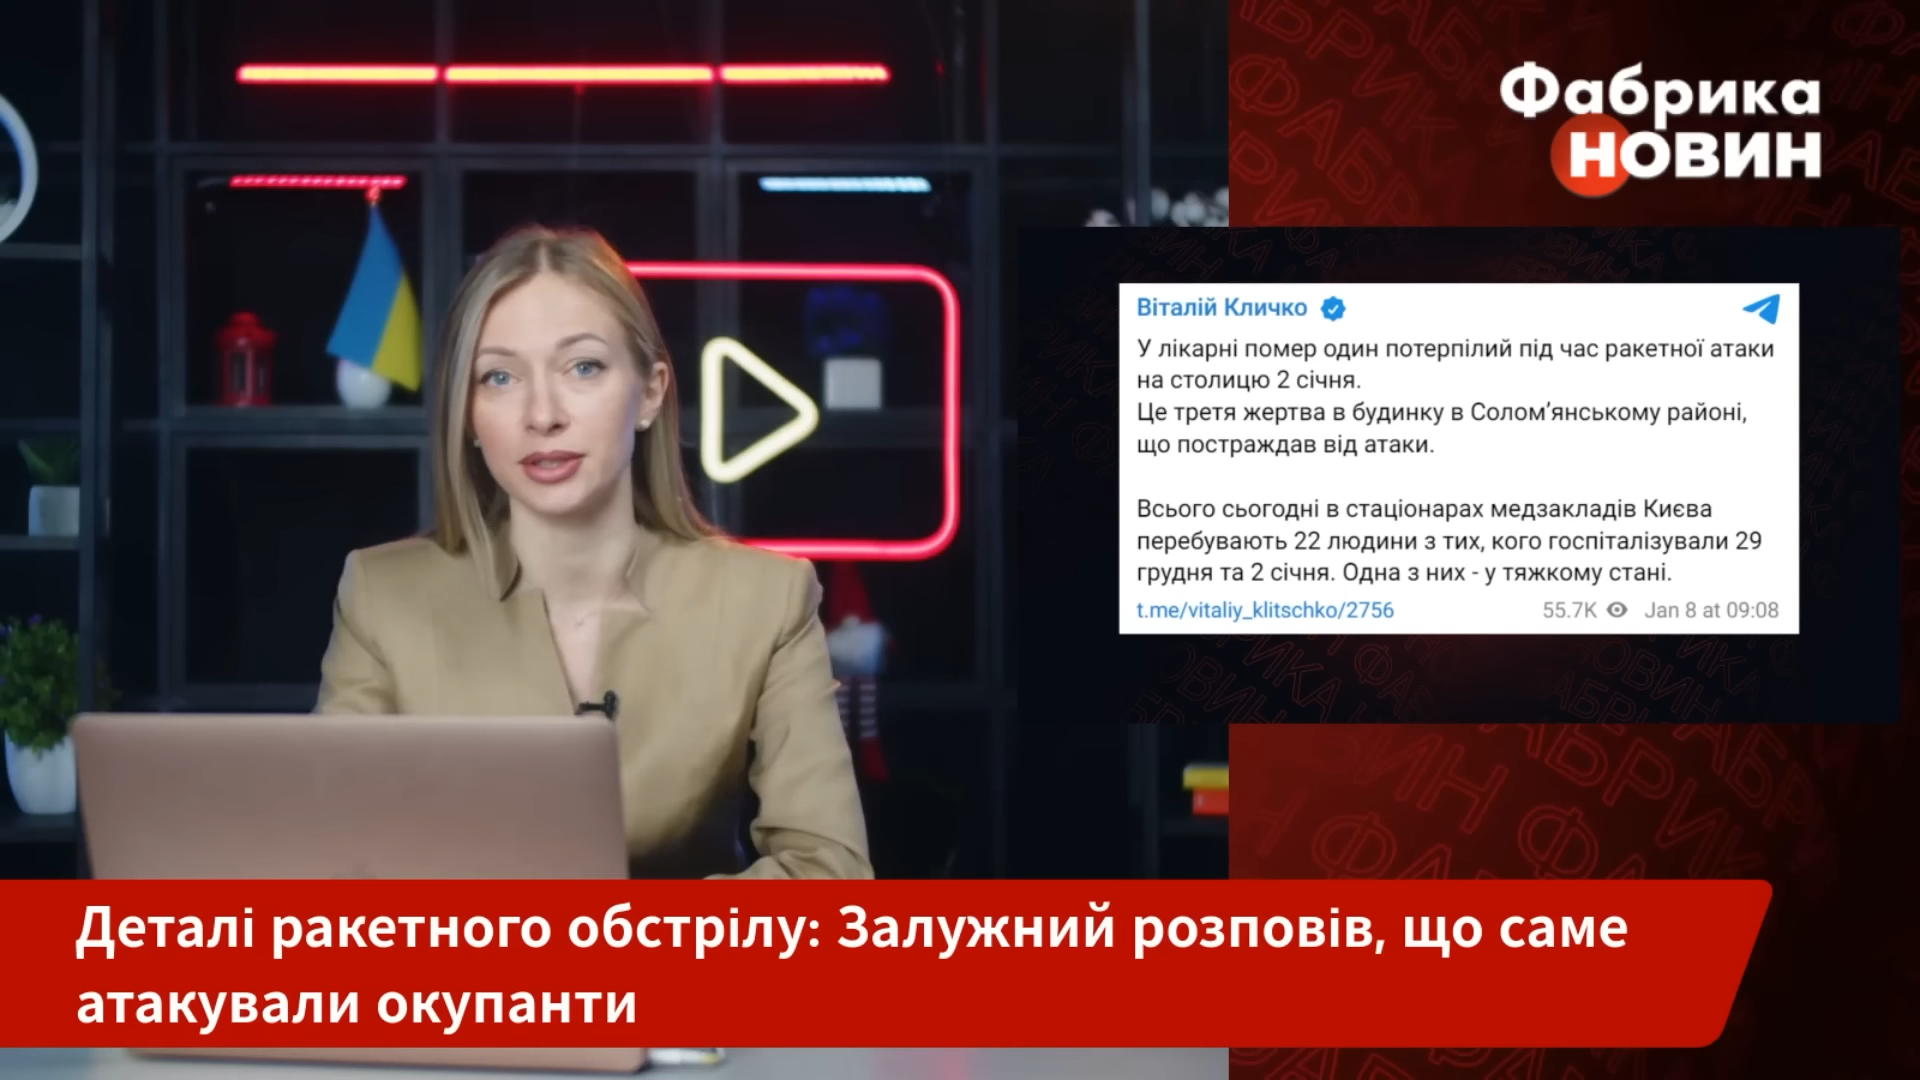 Фабрика
НОВИН
Віталій Кличко
У лікарні помер один потерпілий під час ракетної атаки
на столицю 2 січня.
Це третя жертва в будинку в Солом’янському районі,
що постраждав від атаки.
Всього сьогодні в стаціонарах медзакладів Києва
перебувають 22 людини з тих, кого госпіталізували 29
грудня та 2 січня. Одна з них - у тяжкому стані.
t.me/vitaliy_klitschko/2756 55.7K Jan 8 at 09:08
Деталі ракетного обстрілу: Залужний розповів, що саме
атакували окупанти